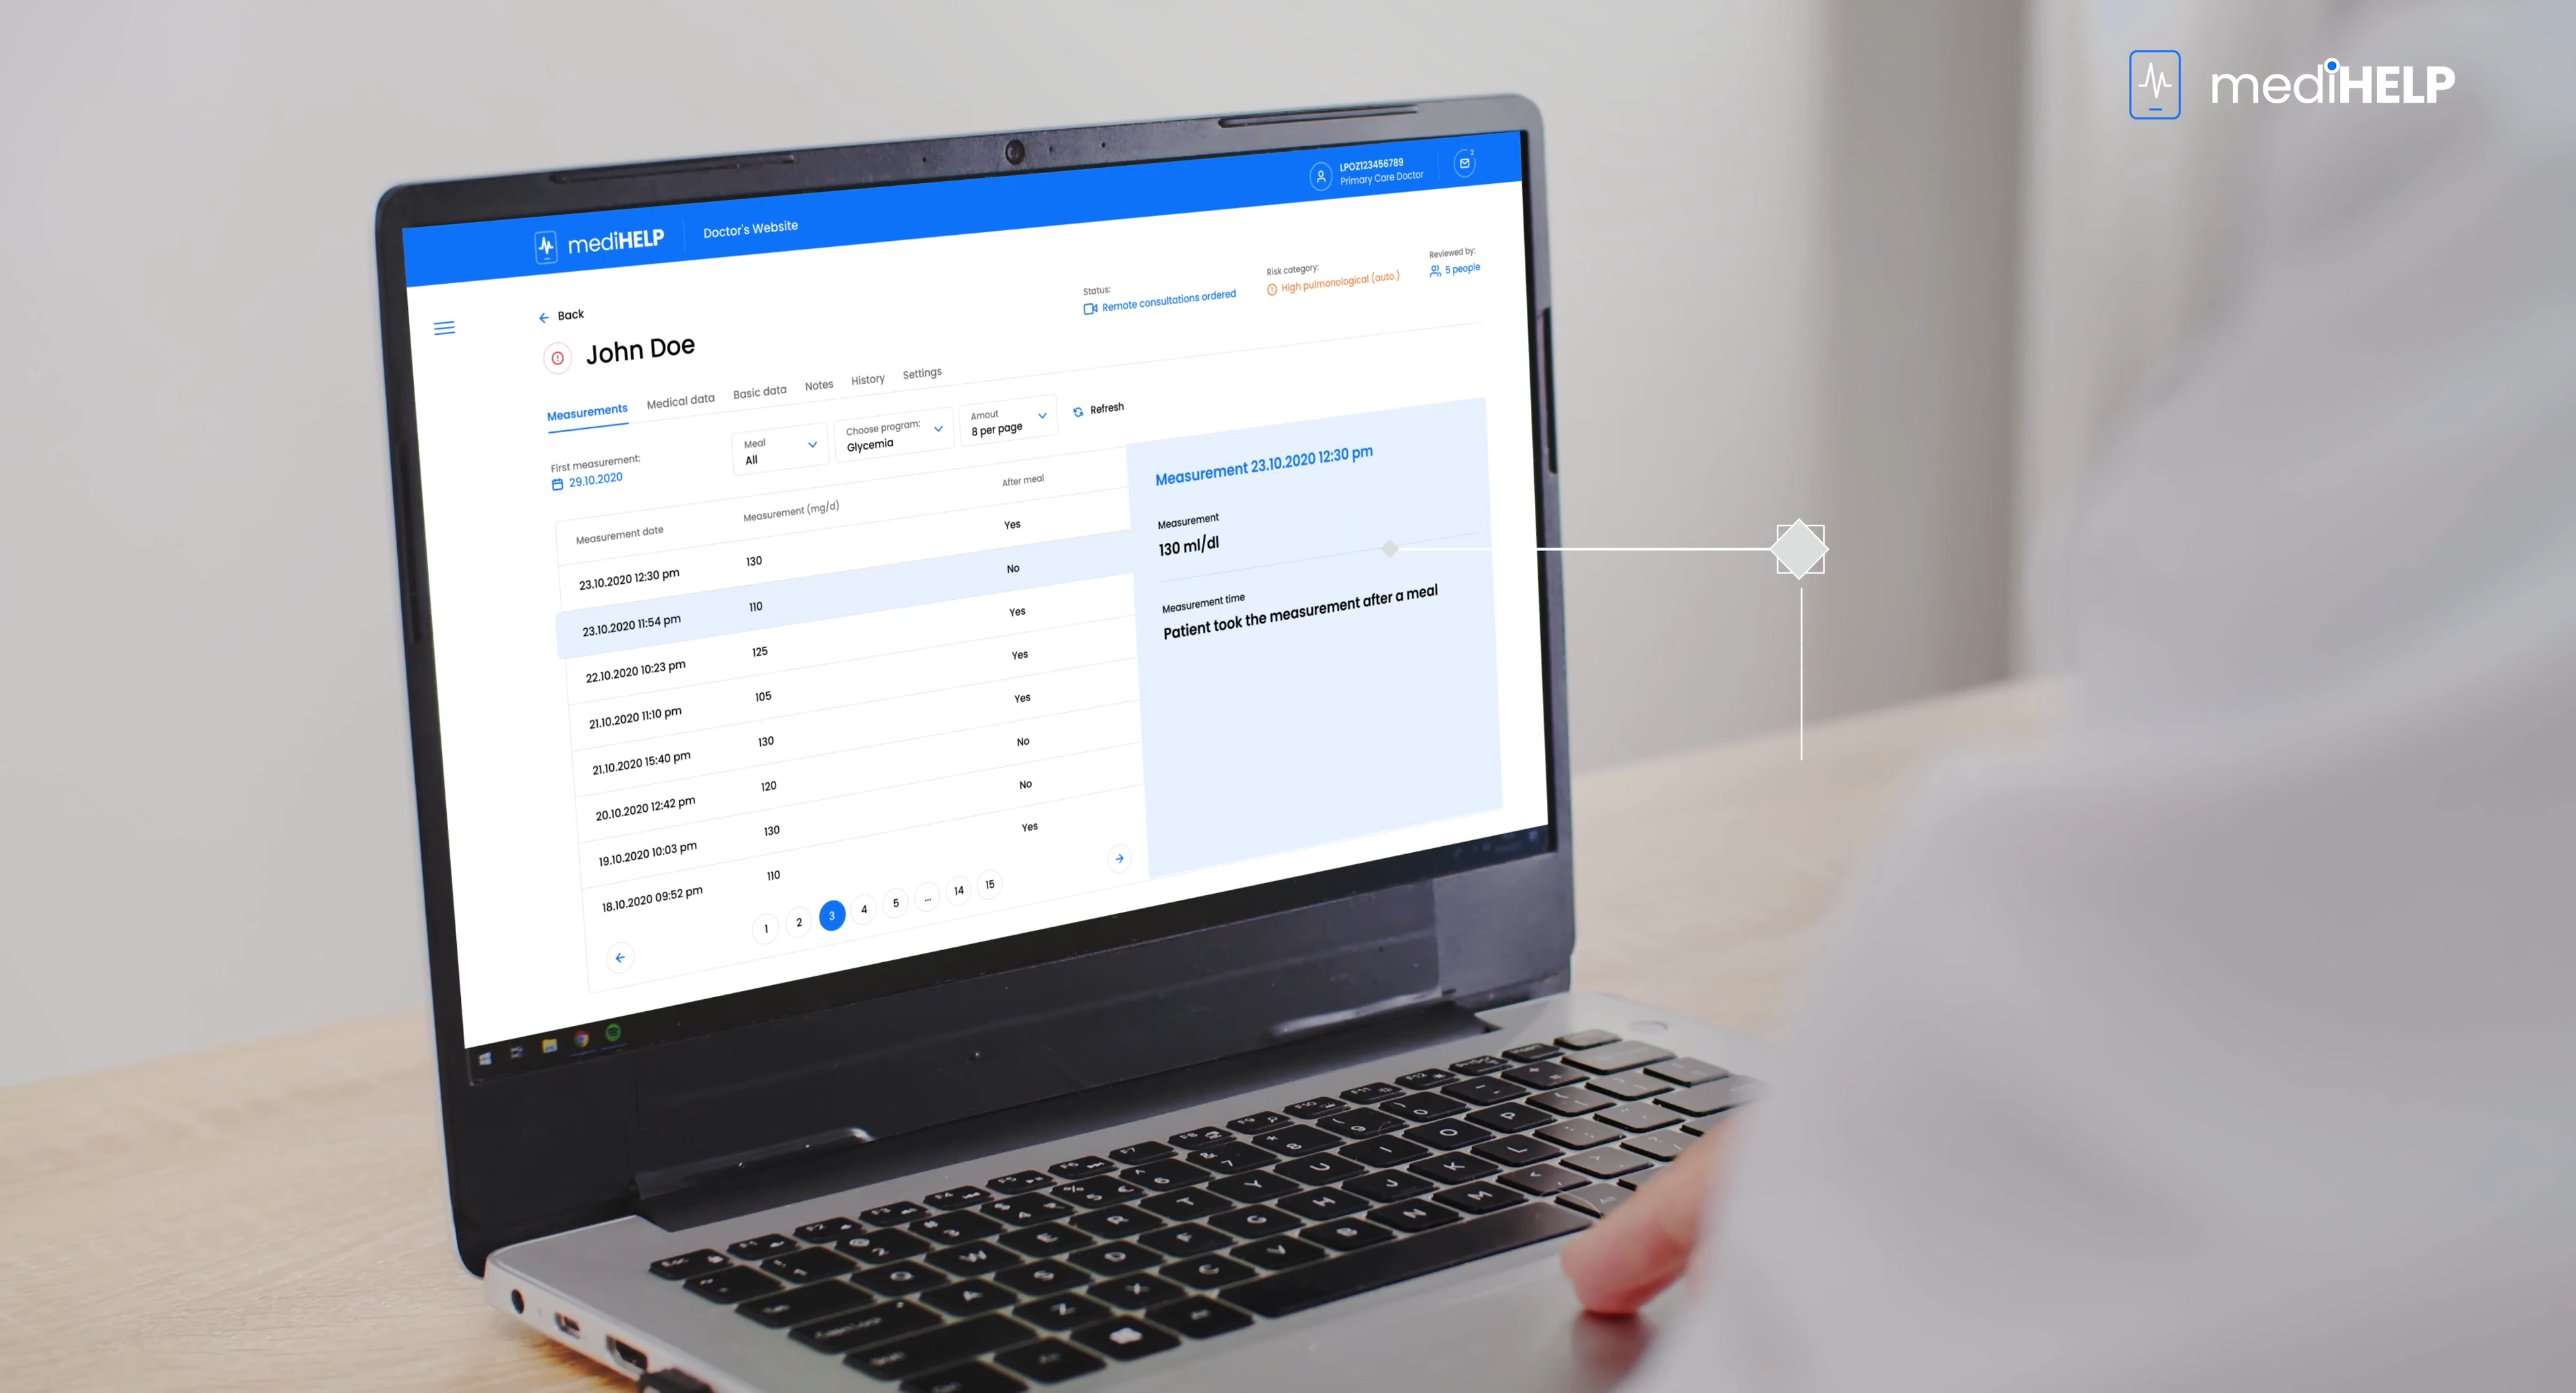 mediHELP
mediHELP
Doctor's Website
LPOZ123456789
Primary Care Doctor
2
Back
John Doe
Status:
Remote consultations ordered
Risk category:
High pulmonological (auto.)
Reviewed by:
5 people
Measurements Medical data Basic data Notes History Settings
First measurement:
29.10.2020
Meal
All
Choose program:
Glycemia
Amout
8 per page
Refresh
Measurement date Measurement (mg/d) After meal
23.10.2020 12:30 pm 130 Yes
23.10.2020 11:54 pm 110 No
22.10.2020 10:23 pm 125 Yes
21.10.2020 11:10 pm 105 Yes
21.10.2020 15:40 pm 130 Yes
20.10.2020 12:42 pm 120 No
19.10.2020 10:03 pm 130 No
18.10.2020 09:52 pm 110 Yes
1 2 3 4 5 ... 14 15
Measurement 23.10.2020 12:30 pm
Measurement
130 ml/dl
Measurement time
Patient took the measurement after a meal